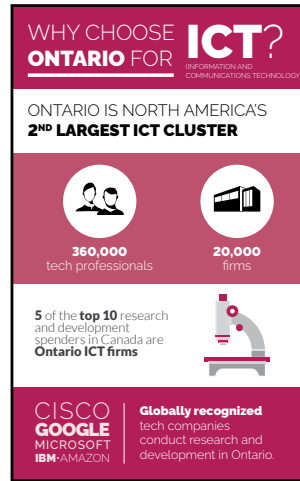 WHY CHOOSE
ONTARIO FOR ICT?
(INFORMATION AND
COMMUNICATIONS TECHNOLOGY)
ONTARIO IS NORTH AMERICA'S
2ND LARGEST ICT CLUSTER
360,000
tech professionals
20,000
firms
5 of the top 10 research
and development
spenders in Canada are
Ontario ICT firms
CISCO
GOOGLE
MICROSOFT
IBM•AMAZON
Globally recognized
tech companies
conduct research and
development in Ontario.